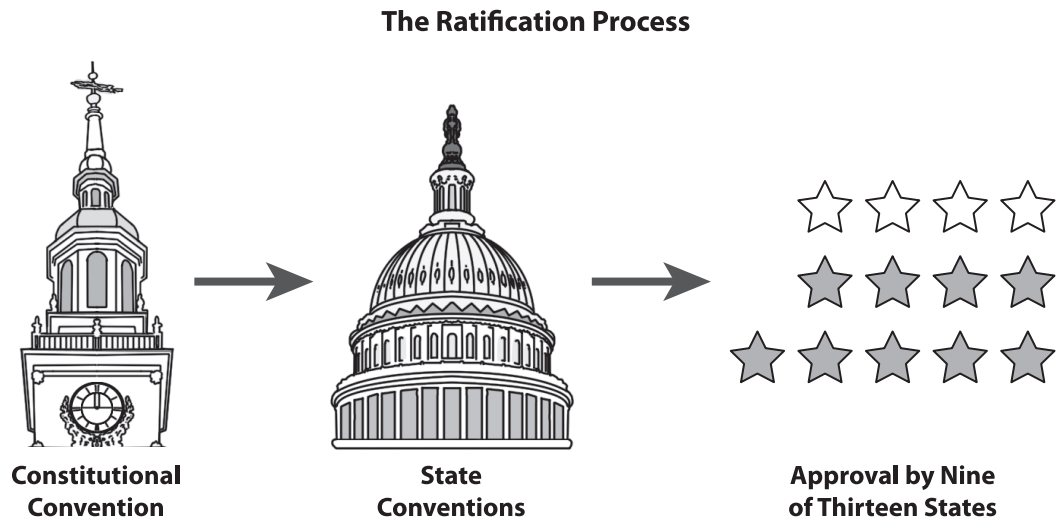 The Ratification Process
Constitutional
Convention
State
Conventions
Approval by Nine
of Thirteen States